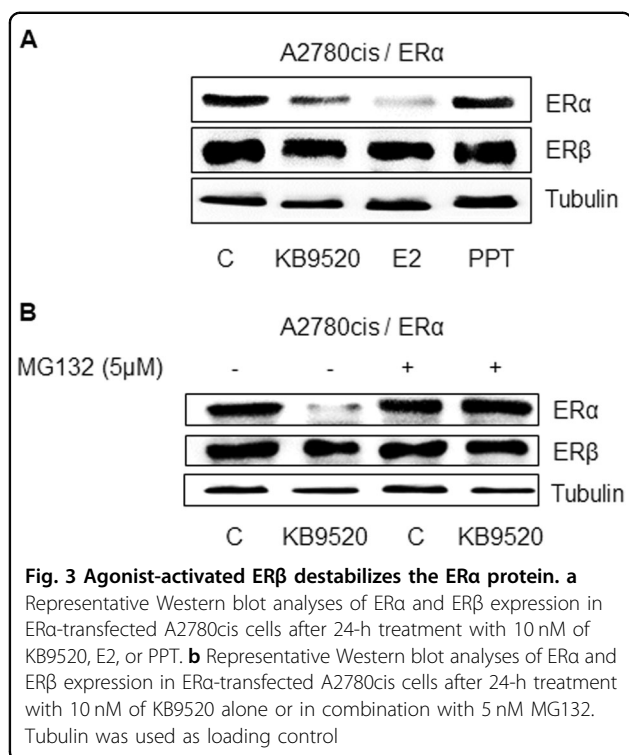 A
A2780cis / ERα
ERα
ERβ
Tubulin
C KB9520 E2 PPT
B
A2780cis / ERα
MG132 (5µM) - - + +
ERα
ERβ
Tubulin
C KB9520 C KB9520
Fig. 3 Agonist-activated ERβ destabilizes the ERα protein. a
Representative Western blot analyses of ERα and ERβ expression in
ERα-transfected A2780cis cells after 24-h treatment with 10 nM of
KB9520, E2, or PPT. b Representative Western blot analyses of ERα and
ERβ expression in ERα-transfected A2780cis cells after 24-h treatment
with 10 nM of KB9520 alone or in combination with 5 nM MG132.
Tubulin was used as loading control